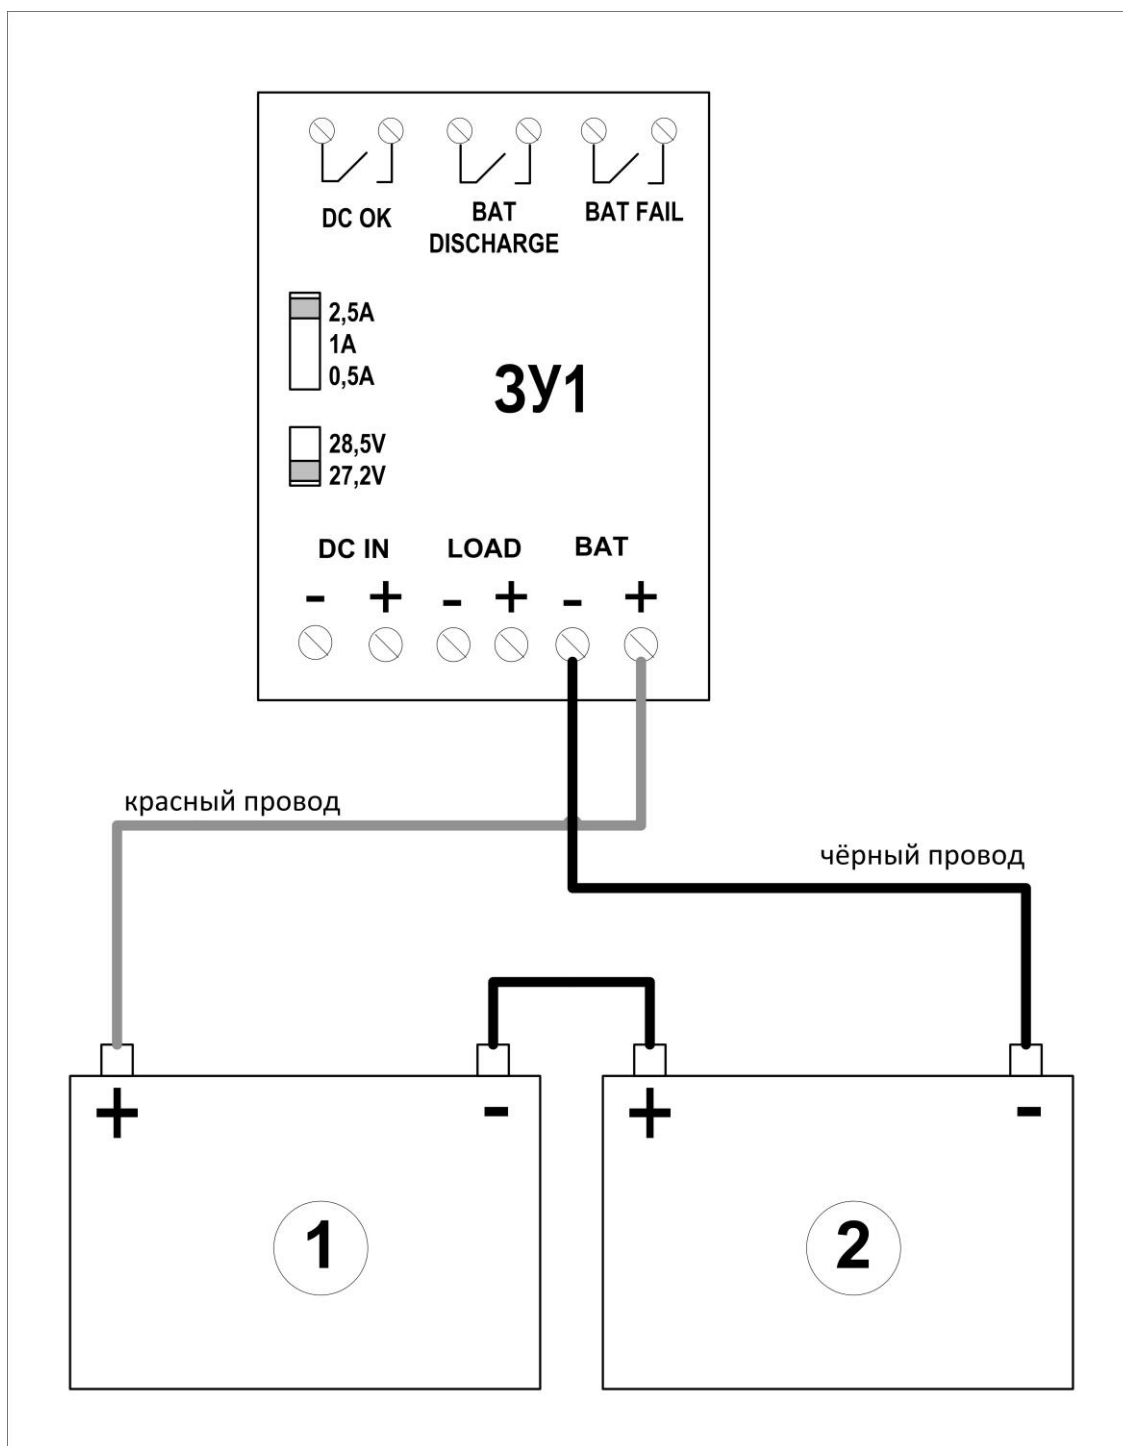 DC OK
BAT
DISCHARGE
BAT FAIL
2,5A
1A
0,5A
ЗУ1
28,5V
27,2V
DC IN LOAD BAT
- + - + - +
красный провод
чёрный провод
+ - + -
1 2